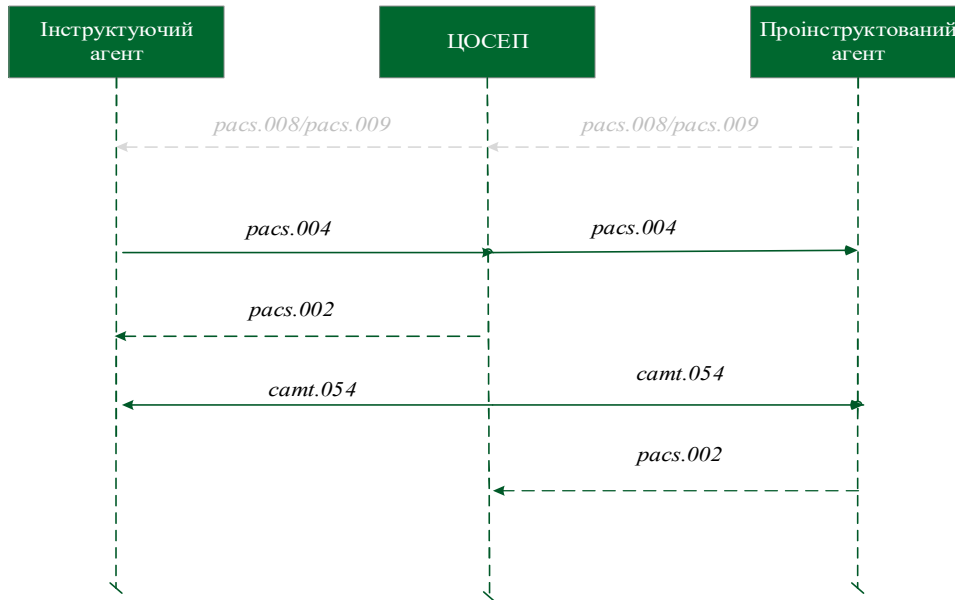 Інструктуючий
агент
ЦОСЕП
Проінструктований
агент
pacs.008/pacs.009
pacs.008/pacs.009
pacs.004
pacs.004
pacs.002
camt.054
camt.054
pacs.002